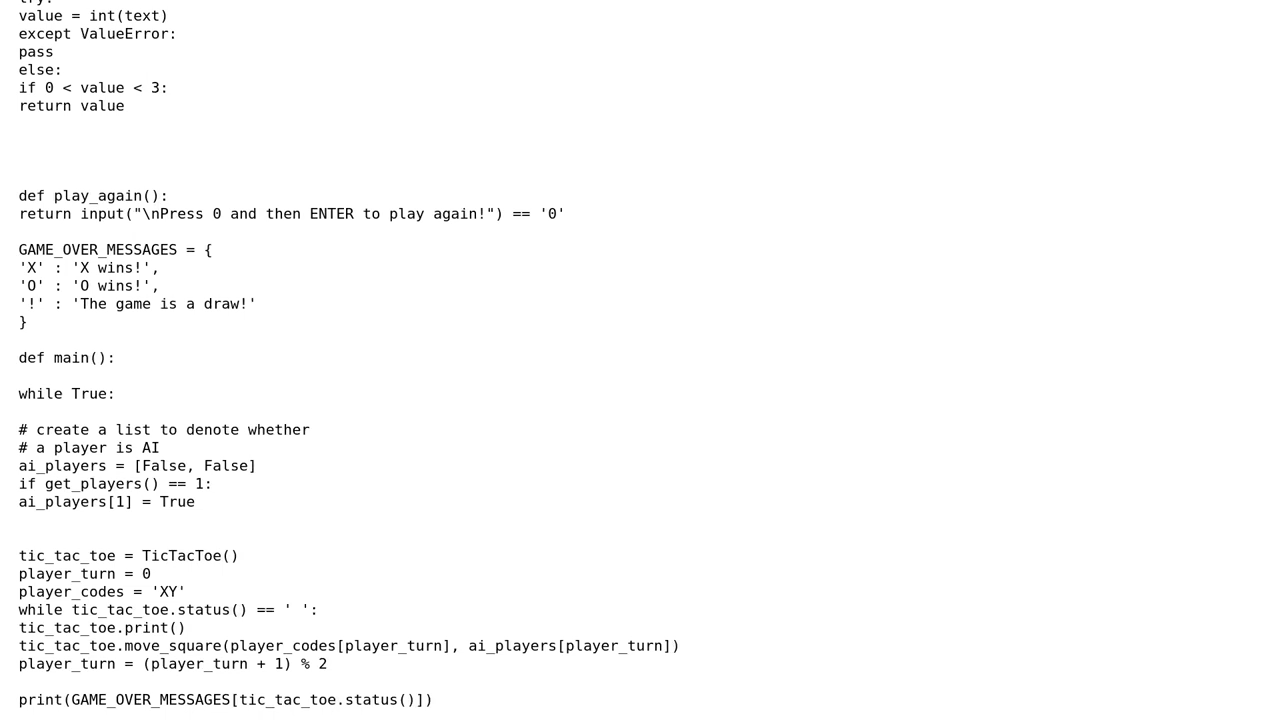 try:
value = int(text)
except ValueError:
pass
else:
if 0 < value < 3:
return value
def play_again():
return input("\nPress 0 and then ENTER to play again!") == '0'
GAME_OVER_MESSAGES = {
'X' : 'X wins!',
'O' : 'O wins!',
'!' : 'The game is a draw!'
}
def main():
while True:
# create a list to denote whether
# a player is AI
ai_players = [False, False]
if get_players() == 1:
ai_players[1] = True
tic_tac_toe = TicTacToe()
player_turn = 0
player_codes = 'XY'
while tic_tac_toe.status() == ' ':
tic_tac_toe.print()
tic_tac_toe.move_square(player_codes[player_turn], ai_players[player_turn])
player_turn = (player_turn + 1) % 2
print(GAME_OVER_MESSAGES[tic_tac_toe.status()])